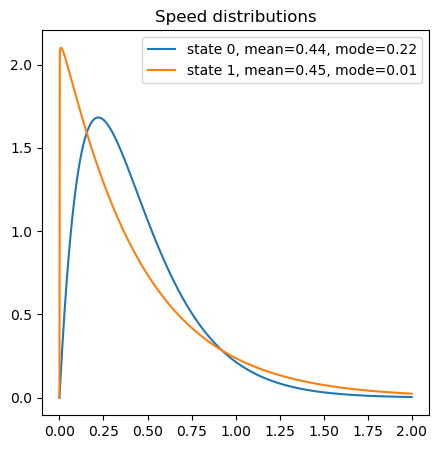 Speed distributions
state 0, mean=0.44, mode=0.22
state 1, mean=0.45, mode=0.01
2.0
1.5
1.0
0.5
0.0
0.00 0.25 0.50 0.75 1.00 1.25 1.50 1.75 2.00